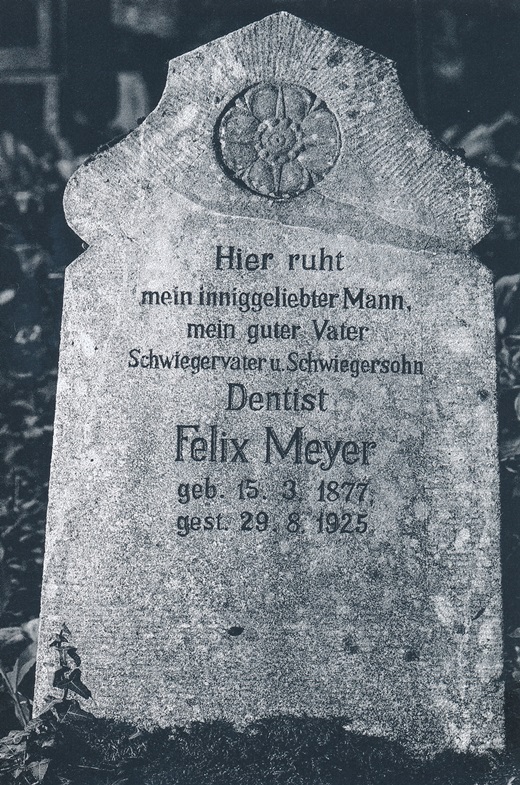 Hier ruht
mein inniggeliebter Mann,
mein guter Vater
Schwiegervater u. Schwiegersohn
Dentist
Felix Meyer
geb. 15. 3. 1877,
gest. 29. 8. 1925.